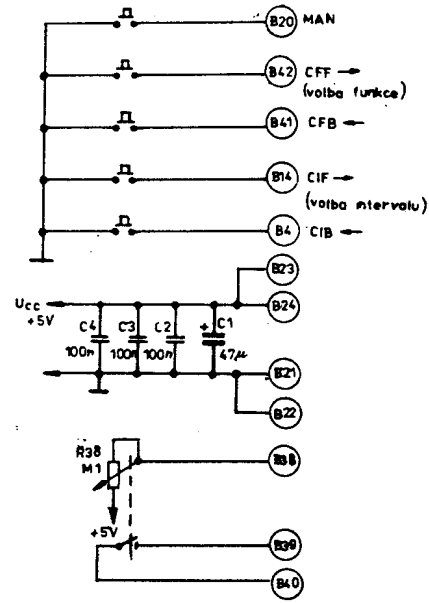 B20 MAN
B42 CFF →
(volba funkce)
B41 CFB ←
B14 CIF →
(volba intervalu)
B4 CIB ←
B23
Ucc
+5V
B24
C4
100n
C3
100n
C2
100n
+ C1
47µ
B21
B22
R38
M1
B38
+5V
B39
B40